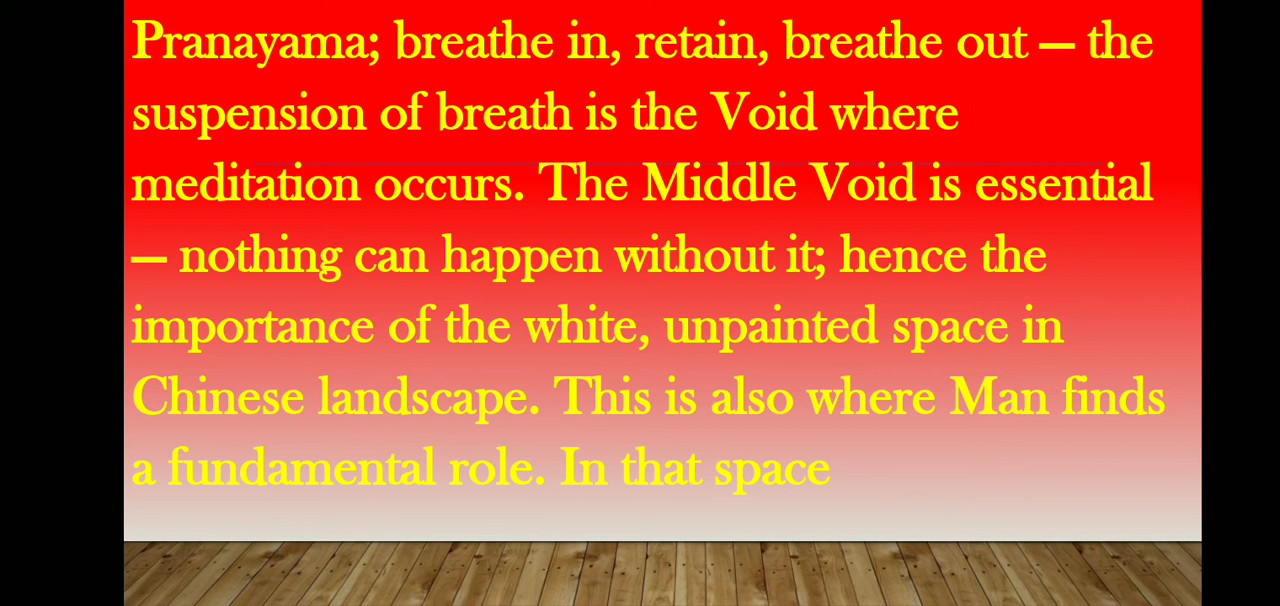 Pranayama; breathe in, retain, breathe out – the
suspension of breath is the Void where
meditation occurs. The Middle Void is essential
– nothing can happen without it; hence the
importance of the white, unpainted space in
Chinese landscape. This is also where Man finds
a fundamental role. In that space